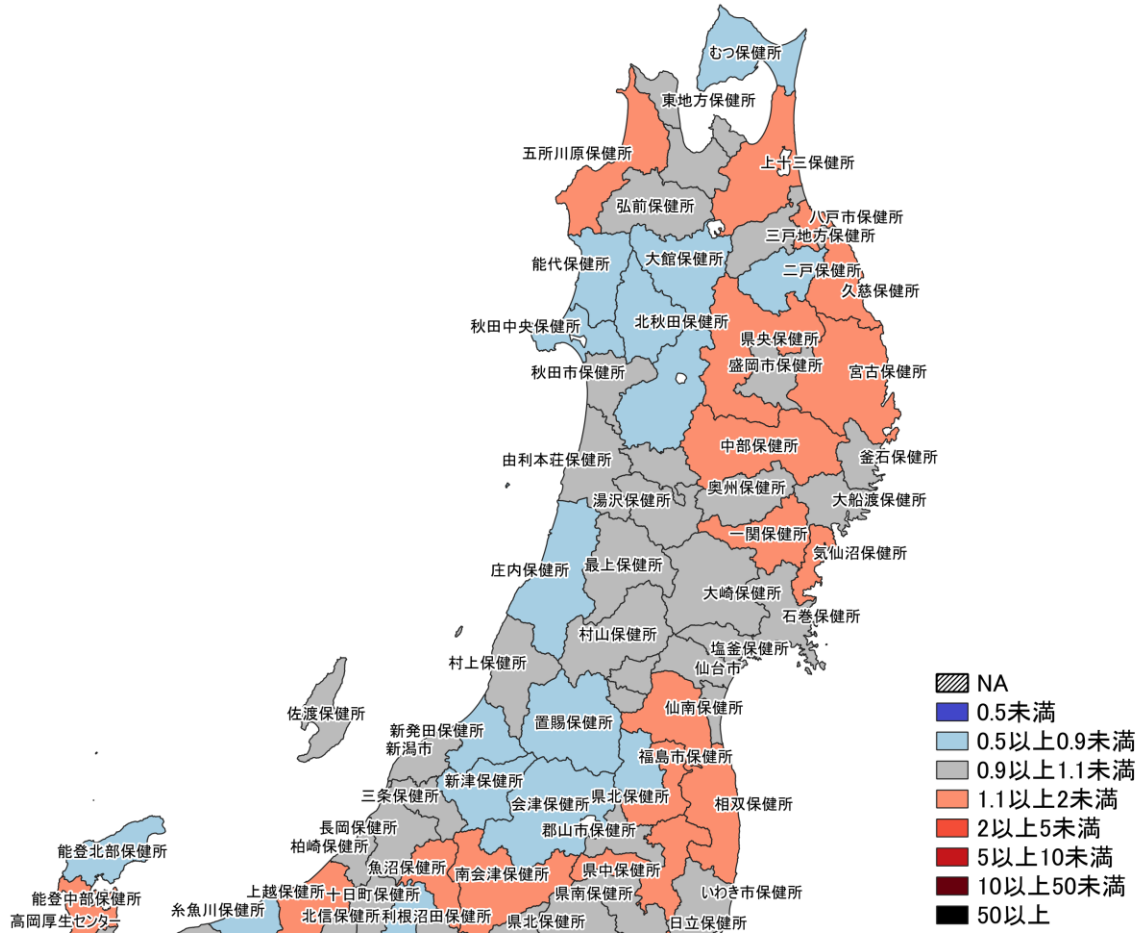 むつ保健所
東地方保健所
五所川原保健所
上十三保健所
弘前保健所
八戸市保健所
三戸地方保健所
能代保健所
大館保健所
二戸保健所
久慈保健所
秋田中央保健所
北秋田保健所
県央保健所
秋田市保健所
盛岡市保健所
宮古保健所
中部保健所
由利本荘保健所
釜石保健所
奥州保健所
湯沢保健所
大船渡保健所
一関保健所
気仙沼保健所
庄内保健所
最上保健所
大崎保健所
石巻保健所
村山保健所
塩釜保健所
村上保健所
仙台市
佐渡保健所
仙南保健所
置賜保健所
新発田保健所
新潟市
福島市保健所
新津保健所
三条保健所
会津保健所
県北保健所
相双保健所
長岡保健所
郡山市保健所
柏崎保健所
能登北部保健所
魚沼保健所
南会津保健所
県中保健所
上越保健所
十日町保健所
県南保健所
いわき市保健所
能登中部保健所
糸魚川保健所
北信保健所
利根沼田保健所
県北保健所
日立保健所
高岡厚生センター
NA
0.5未満
0.5以上0.9未満
0.9以上1.1未満
1.1以上2未満
2以上5未満
5以上10未満
10以上50未満
50以上